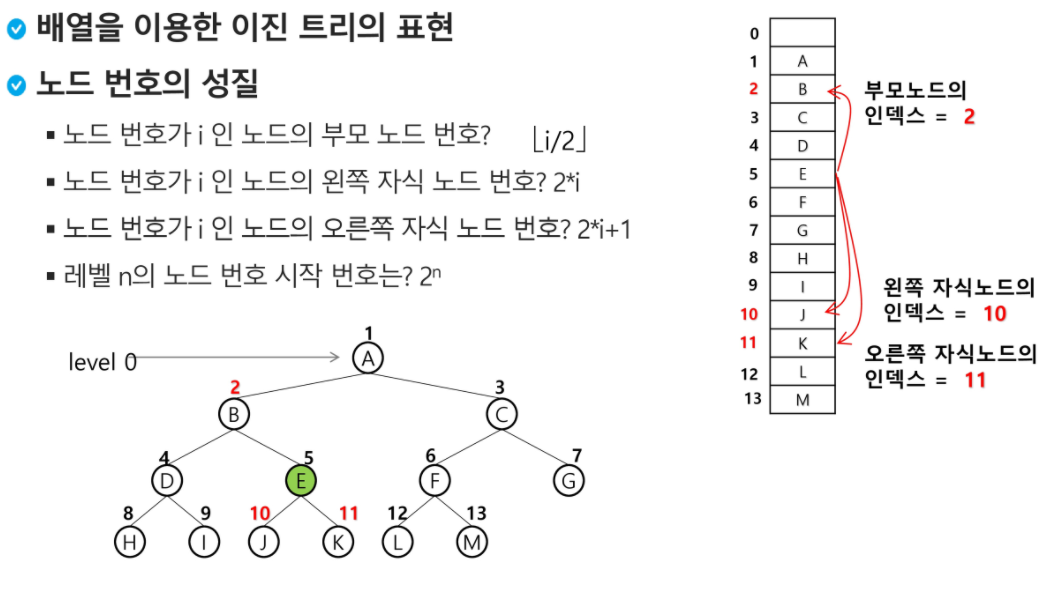 배열을 이용한 이진 트리의 표현
노드 번호의 성질
▪ 노드 번호가 i 인 노드의 부모 노드 번호? ⌊i/2⌋
▪ 노드 번호가 i 인 노드의 왼쪽 자식 노드 번호? 2*i
▪ 노드 번호가 i 인 노드의 오른쪽 자식 노드 번호? 2*i+1
▪ 레벨 n의 노드 번호 시작 번호는? 2ⁿ
level 0
1
A
2 3
B C
4 5 6 7
D E F G
8 9 10 11 12 13
H I J K L M
0
1 A
2 B
3 C
4 D
5 E
6 F
7 G
8 H
9 I
10 J
11 K
12 L
13 M
부모노드의
인덱스 = 2
왼쪽 자식노드의
인덱스 = 10
오른쪽 자식노드의
인덱스 = 11